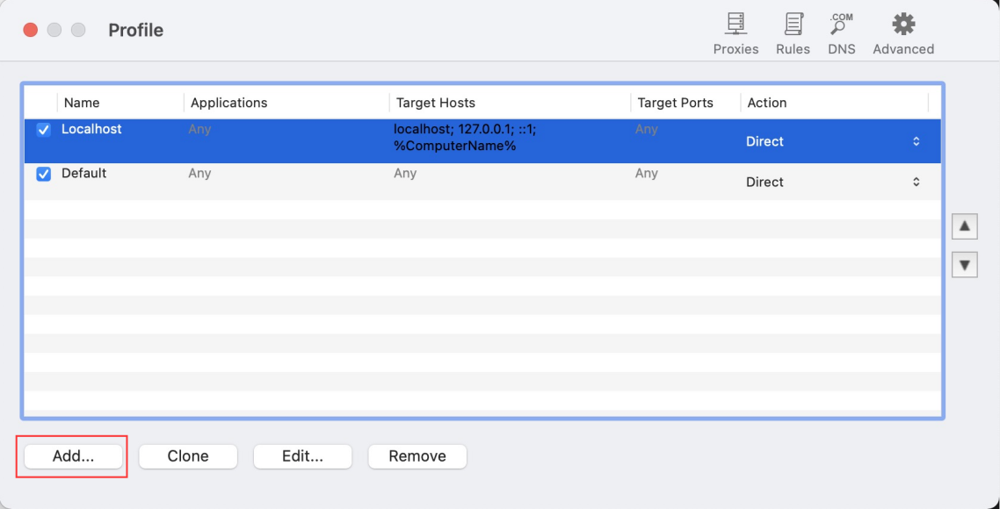 Profile
.COM
Proxies Rules DNS Advanced
Name Applications Target Hosts Target Ports Action
Localhost Any localhost; 127.0.0.1; ::1; Any Direct
%ComputerName%
Default Any Any Any Direct
Add... Clone Edit... Remove